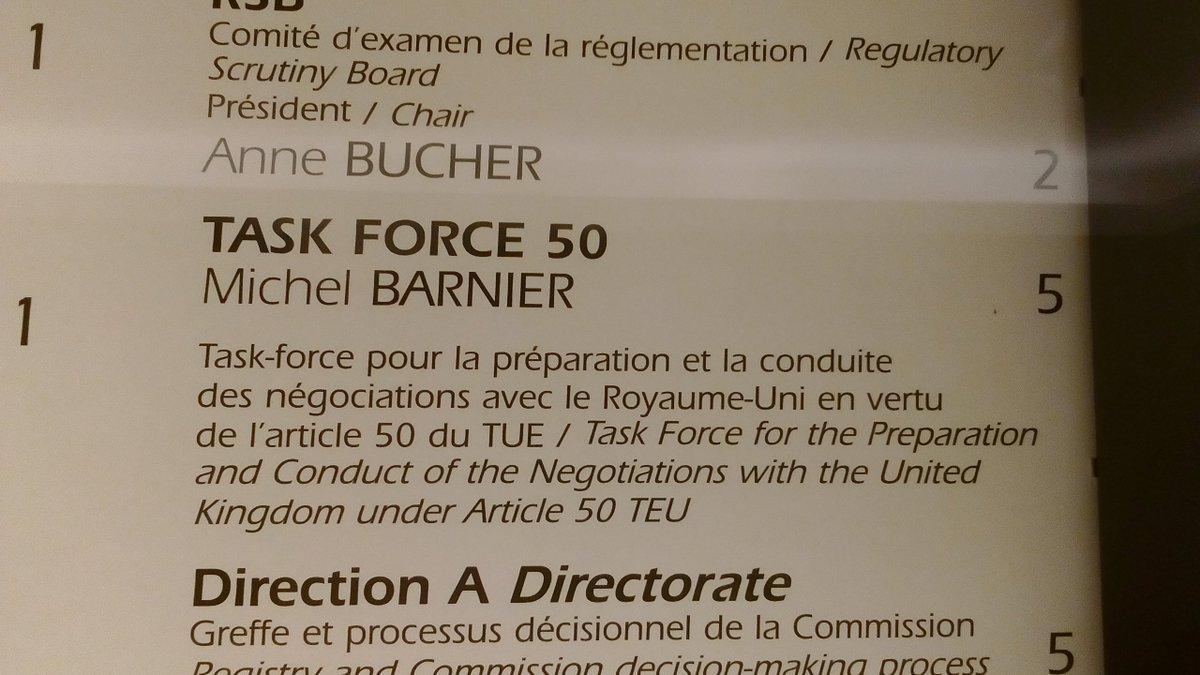 RSB
1
Comité d'examen de la réglementation / Regulatory
Scrutiny Board
Président / Chair
Anne BUCHER 2
TASK FORCE 50
Michel BARNIER 5
1
Task-force pour la préparation et la conduite
des négociations avec le Royaume-Uni en vertu
de l'article 50 du TUE / Task Force for the Preparation
and Conduct of the Negotiations with the United
Kingdom under Article 50 TEU
Direction A Directorate
Greffe et processus décisionnel de la Commission
5
Registry and Commission decision-making process